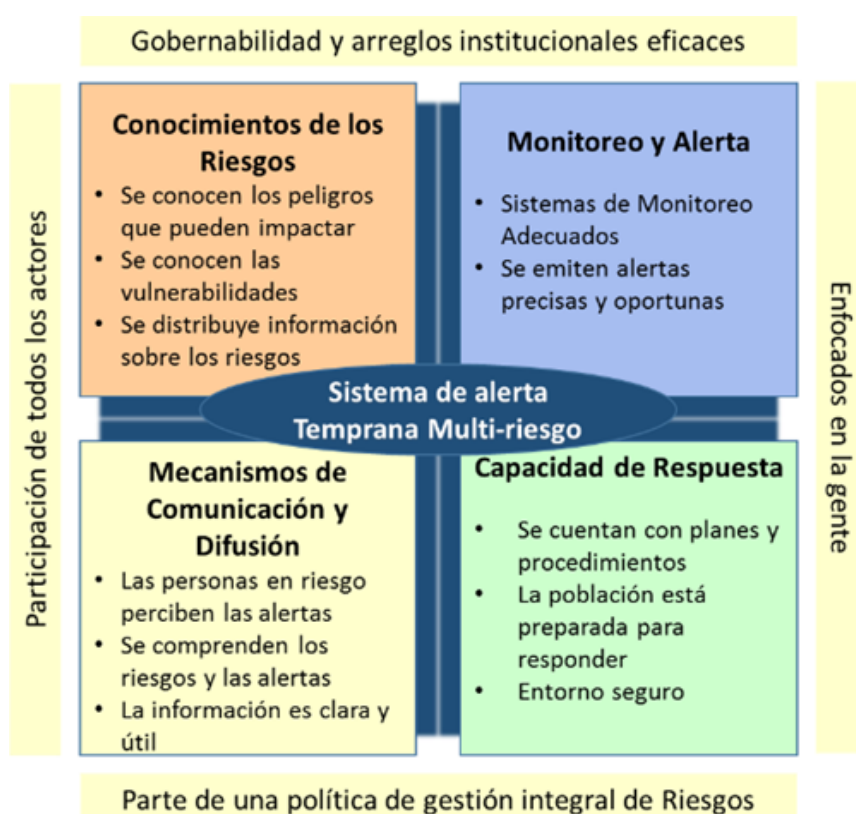 Gobernabilidad y arreglos institucionales eficaces
Participación de todos los actores
Conocimientos de los
Riesgos
• Se conocen los peligros
que pueden impactar
• Se conocen las
vulnerabilidades
• Se distribuye información
sobre los riesgos
Monitoreo y Alerta
• Sistemas de Monitoreo
Adecuados
• Se emiten alertas
precisas y oportunas
Sistema de alerta
Temprana Multi-riesgo
Mecanismos de
Comunicación y
Difusión
• Las personas en riesgo
perciben las alertas
• Se comprenden los
riesgos y las alertas
• La información es clara y
útil
Capacidad de Respuesta
• Se cuentan con planes y
procedimientos
• La población está
preparada para
responder
• Entorno seguro
Enfocados en la gente
Parte de una política de gestión integral de Riesgos